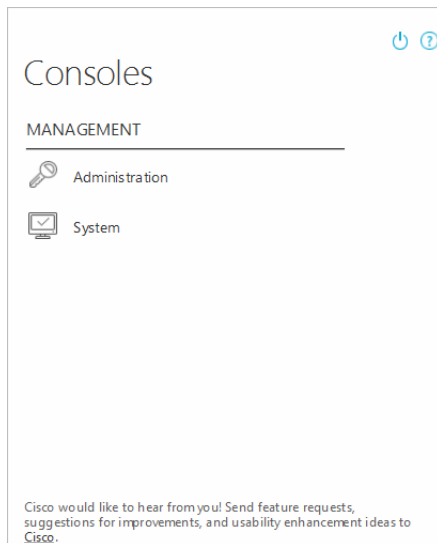 Consoles
MANAGEMENT
Administration
System
Cisco would like to hear from you! Send feature requests,
suggestions for improvements, and usability enhancement ideas to
Cisco.